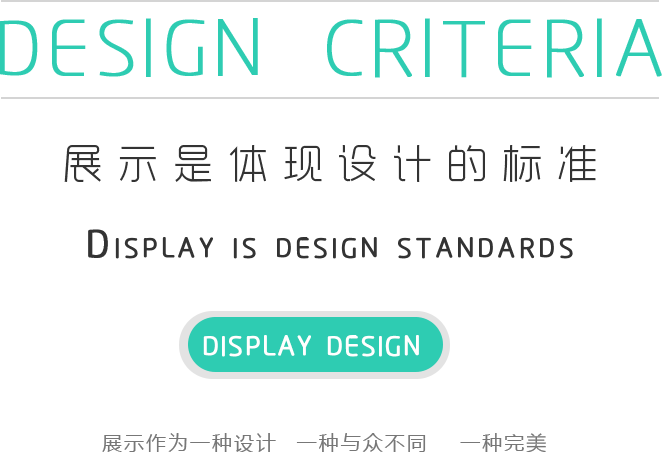 DESIGN CRITERIA
展示是体现设计的标准
DISPLAY IS DESIGN STANDARDS
DISPLAY DESIGN
展示作为一种设计 一种与众不同 一种完美